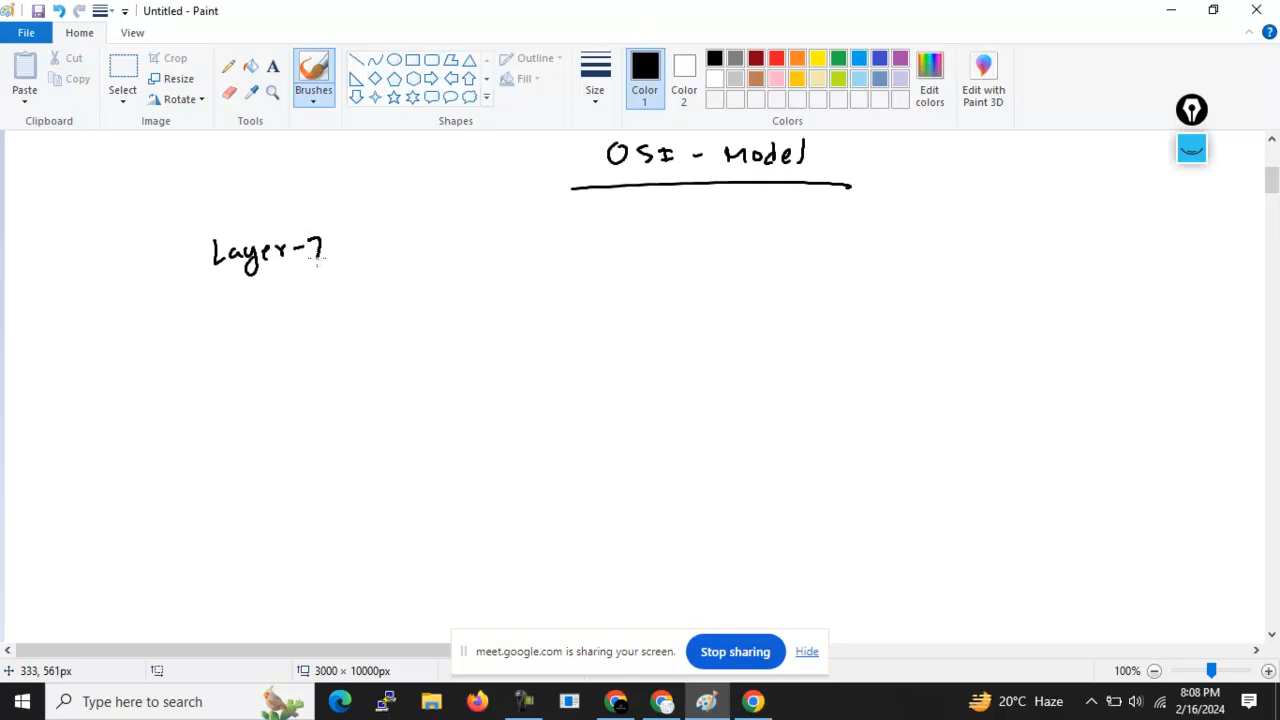 Untitled - Paint
File Home View
Paste Cut Copy Clipboard
Select Crop Resize Rotate Image
Tools
Brushes
Outline Fill Shapes
Size
Color 1 Color 2 Edit colors Colors
Edit with Paint 3D
OSI - Model
Layer-7
meet.google.com is sharing your screen. Stop sharing Hide
333, 561px 3000 × 10000px 100%
Type here to search 20°C Haze 8:08 PM
2/16/2024